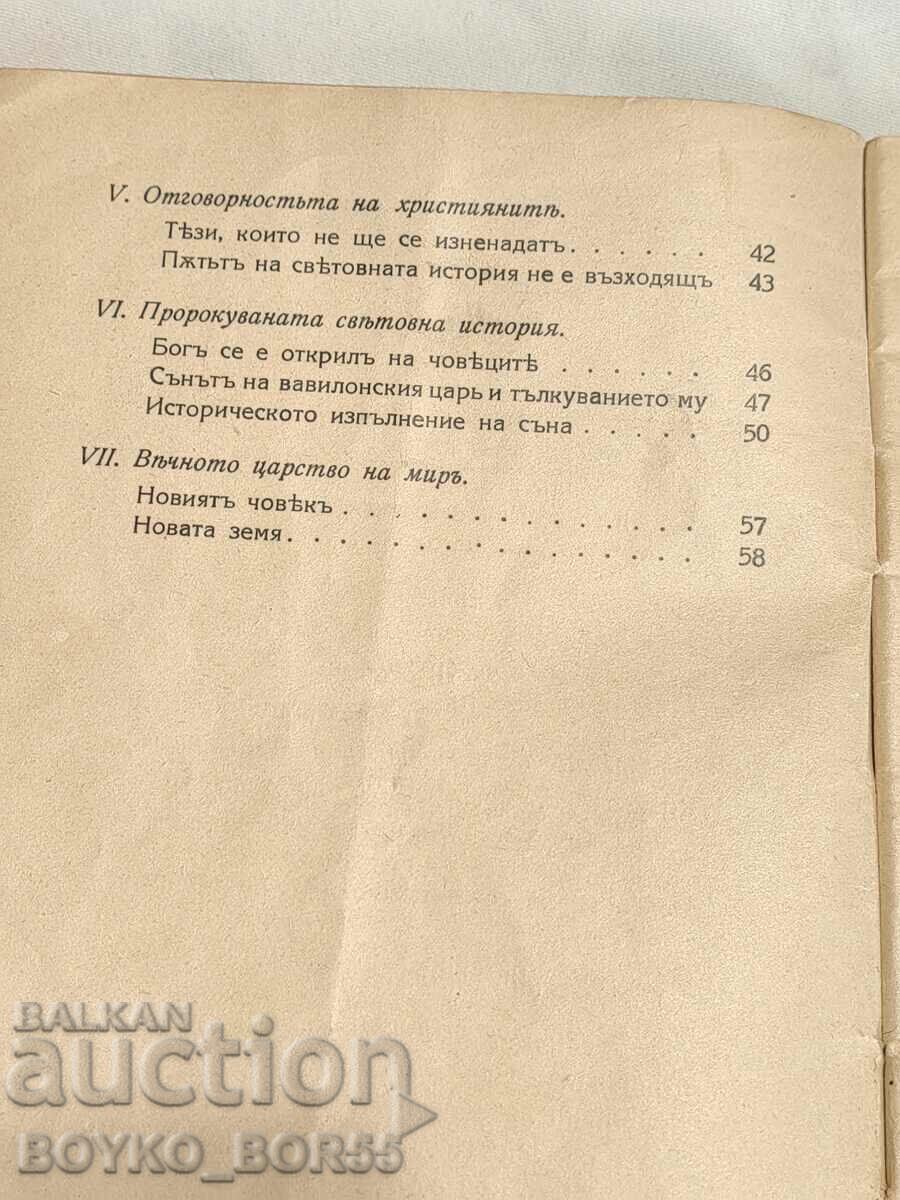 V. Отговорностьта на християнитѣ.
Тѣзи, които не ще се изненадатъ. . . . . . 42
Пѫтьтъ на свѣтовната история не е възходящъ 43
VI. Пророкуваната свѣтовна история.
Богъ се е открилъ на човѣцитѣ . . . . . . 46
Сънътъ на вавилонския царь и тълкуванието му 47
Историческото изпълнение на съна . . . . . 50
VII. Вѣчното царство на миръ.
Новиятъ човѣкъ . . . . . . . . . . . . . . 57
Новата земя. . . . . . . . . . . . . . . . 58
BALKAN
auction
BOYKO_BOR55